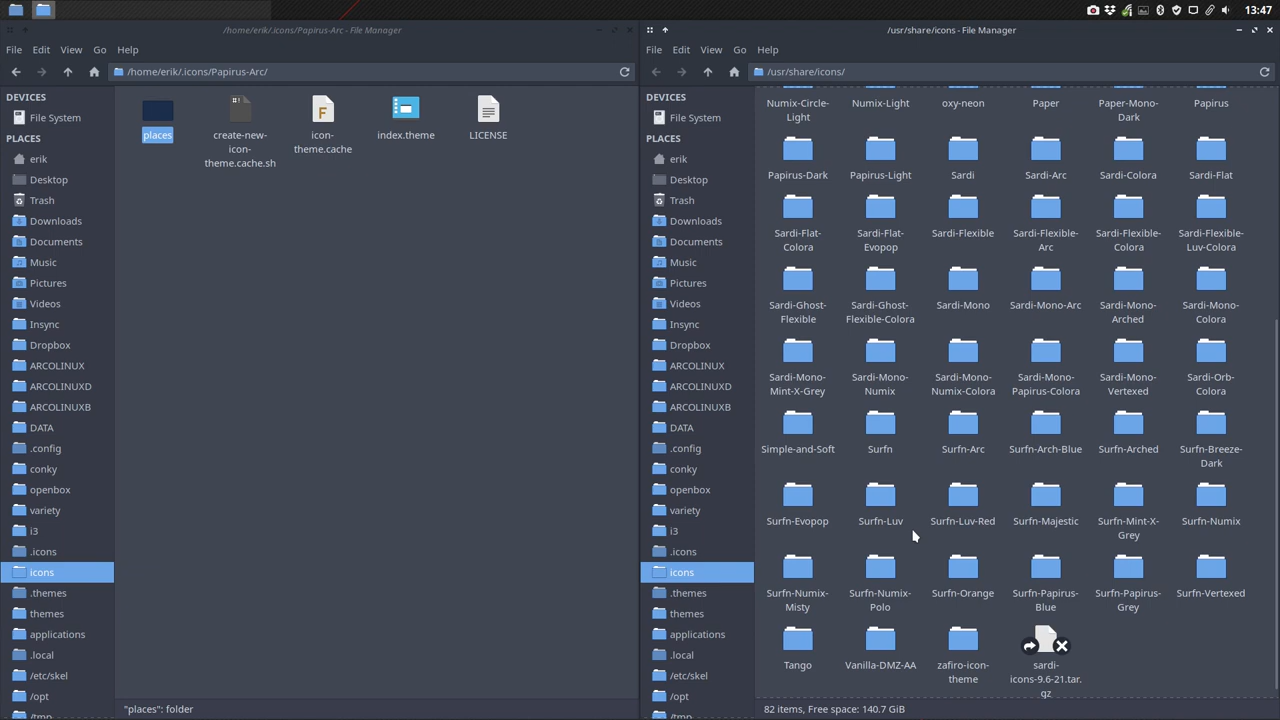 13:47
/home/erik/.icons/Papirus-Arc - File Manager
File Edit View Go Help
/home/erik/.icons/Papirus-Arc/
DEVICES
File System
PLACES
erik
Desktop
Trash
Downloads
Documents
Music
Pictures
Videos
Insync
Dropbox
ARCOLINUX
ARCOLINUXD
ARCOLINUXB
DATA
.config
conky
openbox
variety
i3
.icons
icons
.themes
themes
applications
.local
/etc/skel
/opt
/tmp
places
create-new-
icon-
theme.cache.sh
icon-
theme.cache
index.theme
LICENSE
"places": folder
/usr/share/icons - File Manager
File Edit View Go Help
/usr/share/icons/
DEVICES
File System
PLACES
erik
Desktop
Trash
Downloads
Documents
Music
Pictures
Videos
Insync
Dropbox
ARCOLINUX
ARCOLINUXD
ARCOLINUXB
DATA
.config
conky
openbox
variety
i3
.icons
icons
.themes
themes
applications
.local
/etc/skel
/opt
/tmp
Numix-Circle-
Light
Numix-Light
oxy-neon
Paper
Paper-Mono-
Dark
Papirus
Papirus-Dark
Papirus-Light
Sardi
Sardi-Arc
Sardi-Colora
Sardi-Flat
Sardi-Flat-
Colora
Sardi-Flat-
Evopop
Sardi-Flexible
Sardi-Flexible-
Arc
Sardi-Flexible-
Colora
Sardi-Flexible-
Luv-Colora
Sardi-Ghost-
Flexible
Sardi-Ghost-
Flexible-Colora
Sardi-Mono
Sardi-Mono-Arc
Sardi-Mono-
Arched
Sardi-Mono-
Colora
Sardi-Mono-
Mint-X-Grey
Sardi-Mono-
Numix
Sardi-Mono-
Numix-Colora
Sardi-Mono-
Papirus-Colora
Sardi-Mono-
Vertexed
Sardi-Orb-
Colora
Simple-and-Soft
Surfn
Surfn-Arc
Surfn-Arch-Blue
Surfn-Arched
Surfn-Breeze-
Dark
Surfn-Evopop
Surfn-Luv
Surfn-Luv-Red
Surfn-Majestic
Surfn-Mint-X-
Grey
Surfn-Numix
Surfn-Numix-
Misty
Surfn-Numix-
Polo
Surfn-Orange
Surfn-Papirus-
Blue
Surfn-Papirus-
Grey
Surfn-Vertexed
Tango
Vanilla-DMZ-AA
zafiro-icon-
theme
sardi-
icons-9.6-21.tar.
gz
82 items, Free space: 140.7 GiB